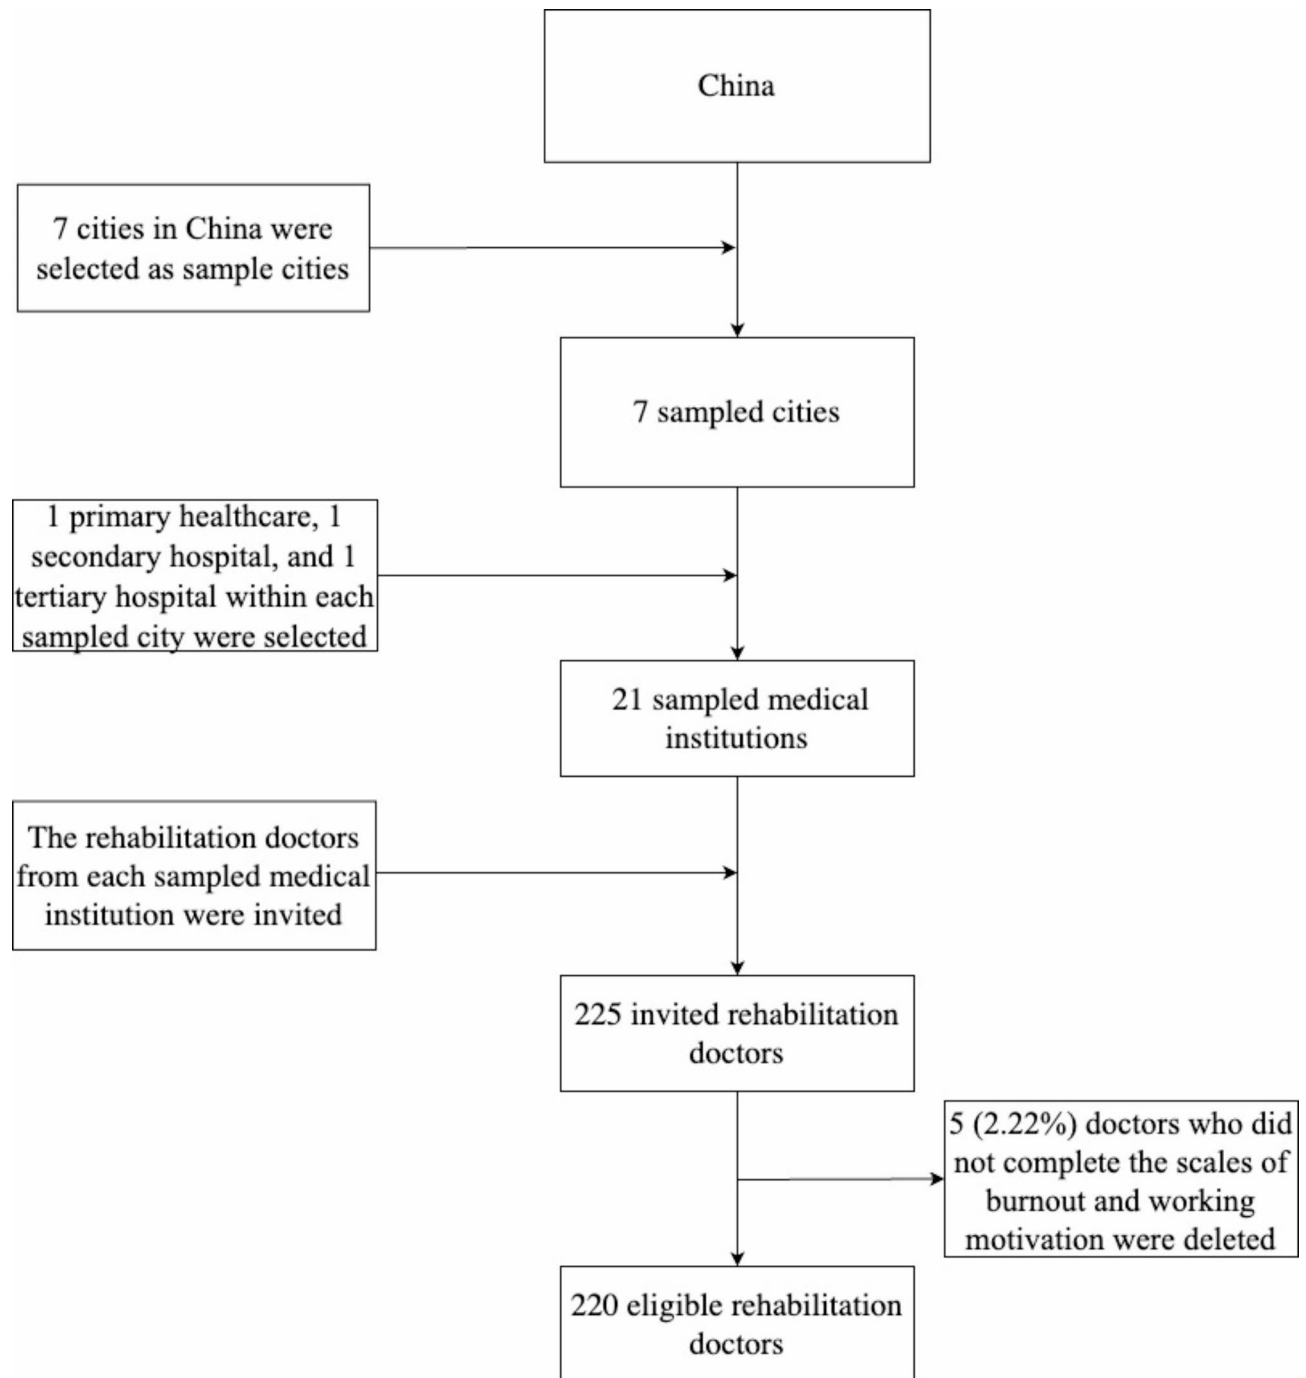 China
7 cities in China were
selected as sample cities
7 sampled cities
1 primary healthcare, 1
secondary hospital, and 1
tertiary hospital within each
sampled city were selected
21 sampled medical
institutions
The rehabilitation doctors
from each sampled medical
institution were invited
225 invited rehabilitation
doctors
5 (2.22%) doctors who did
not complete the scales of
burnout and working
motivation were deleted
220 eligible rehabilitation
doctors